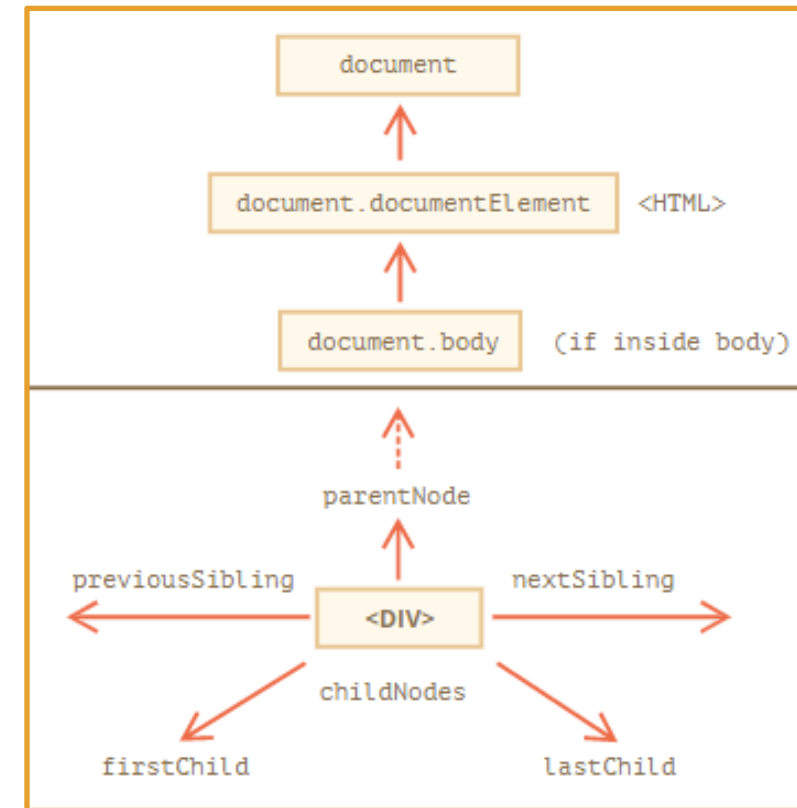 document
document.documentElement <HTML>
document.body (if inside body)
parentNode
previousSibling nextSibling
<DIV>
childNodes
firstChild lastChild